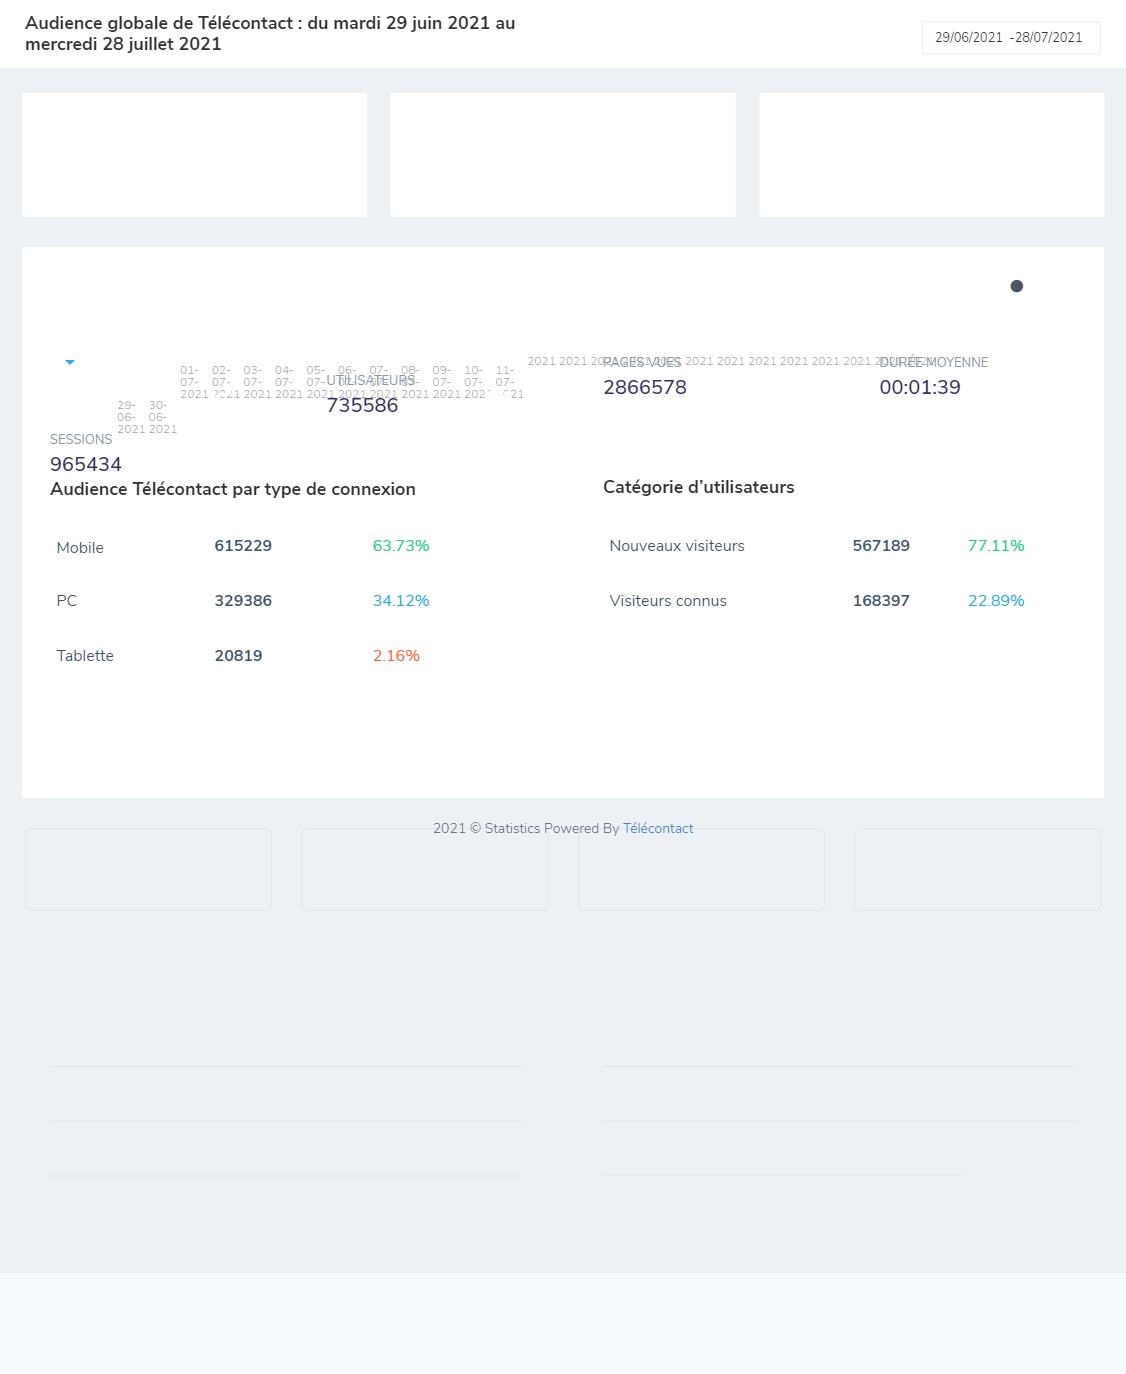 Audience globale de Télécontact : du mardi 29 juin 2021 au
mercredi 28 juillet 2021
29/06/2021 -28/07/2021
2021 2021 2021 2021 2021 2021 2021 2021 2021 2021 2021
PAGES VUES
DURÉE MOYENNE
2866578
00:01:39
01- 02- 03- 04- 05- 06- 07- 08- 09- 10- 11-
07- 07- 07- 07- 07- 07- 07- 07- 07- 07- 07-
2021 2021 2021 2021 2021 2021 2021 2021 2021
UTILISATEURS
735586
29- 30-
06- 06-
2021 2021
SESSIONS
965434
Audience Télécontact par type de connexion
Mobile 615229 63.73%
PC 329386 34.12%
Tablette 20819 2.16%
Catégorie d’utilisateurs
Nouveaux visiteurs 567189 77.11%
Visiteurs connus 168397 22.89%
2021 © Statistics Powered By Télécontact